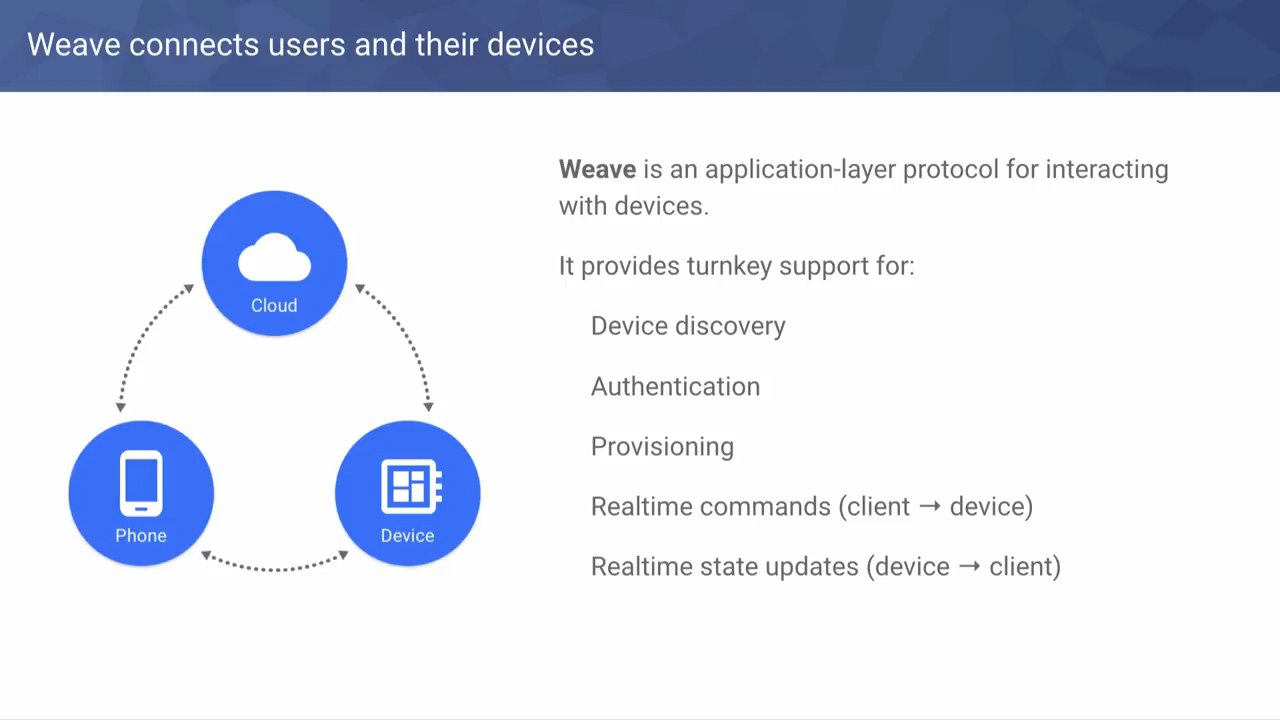 Weave connects users and their devices
Cloud
Phone
Device
Weave is an application-layer protocol for interacting
with devices.
It provides turnkey support for:
Device discovery
Authentication
Provisioning
Realtime commands (client → device)
Realtime state updates (device → client)